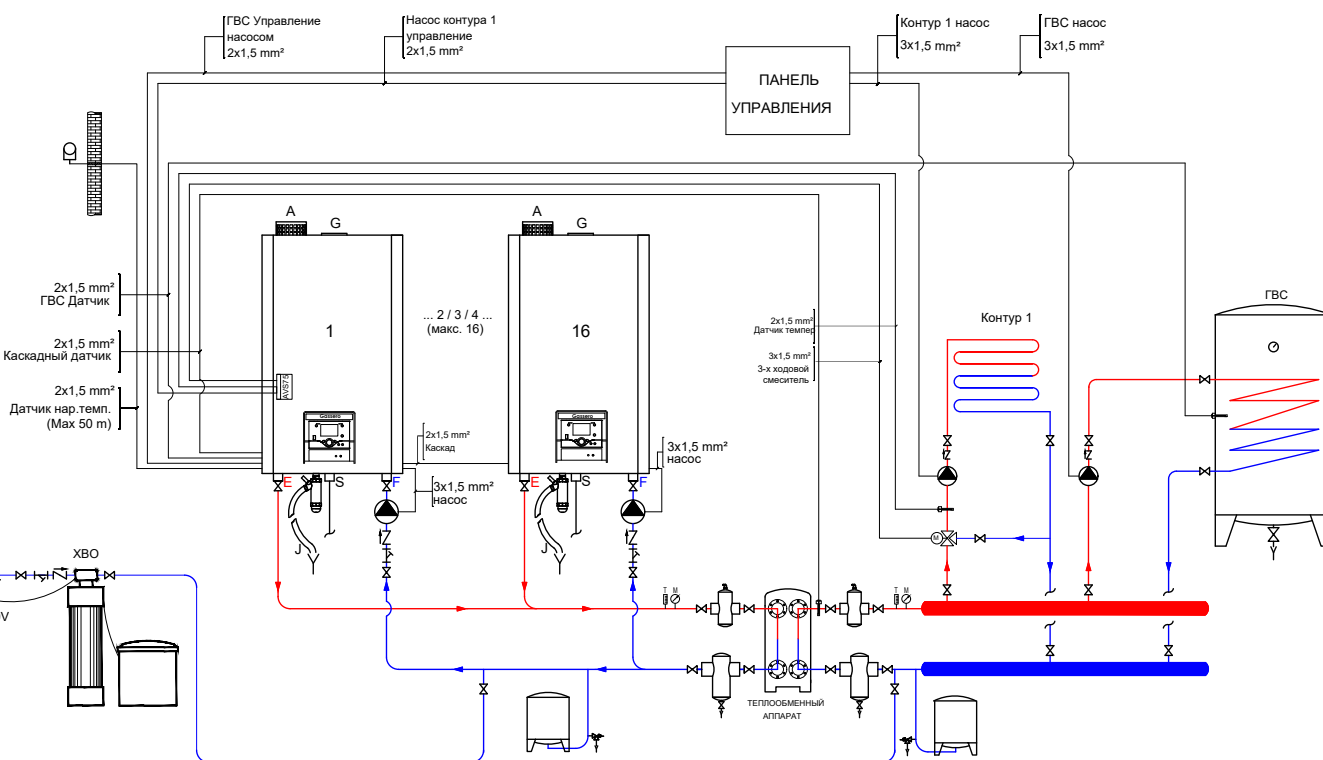 ГВС Управление
насосом
2x1,5 mm²
Насос контура 1
управление
2x1,5 mm²
ПАНЕЛЬ
УПРАВЛЕНИЯ
Контур 1 насос
3x1,5 mm²
ГВС насос
3x1,5 mm²
A
G
A
G
2x1,5 mm²
ГВС Датчик
2x1,5 mm²
Каскадный датчик
2x1,5 mm²
Датчик нар.темп.
(Max 50 m)
1
... 2 / 3 / 4 ...
(макс. 16)
16
AVS75
Gassero
Gassero
2x1,5 mm²
Датчик темпер
3x1,5 mm²
3-х ходовой
смеситель
Контур 1
ГВС
2x1,5 mm²
Каскад
3x1,5 mm²
насос
3x1,5 mm²
насос
E
S
F
J
E
S
F
J
M
ХВО
V
T M
T M
ТЕПЛООБМЕННЫЙ
АППАРАТ